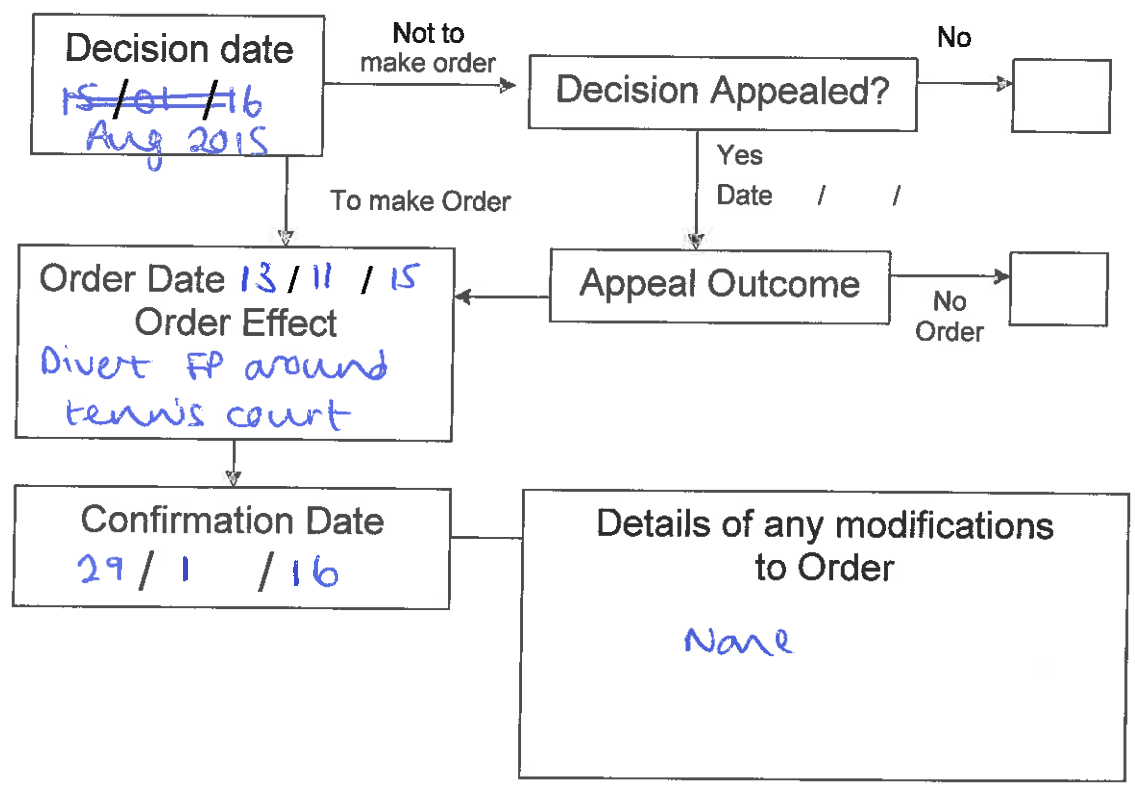 Decision date
15/01/16
Aug 2015
Not to
make order
Decision Appealed?
No
Yes
Date / /
To make Order
Order Date 13/11/15
Order Effect
Divert FP around
tennis court
Appeal Outcome
No
Order
Confirmation Date
29/1/16
Details of any modifications
to Order
None